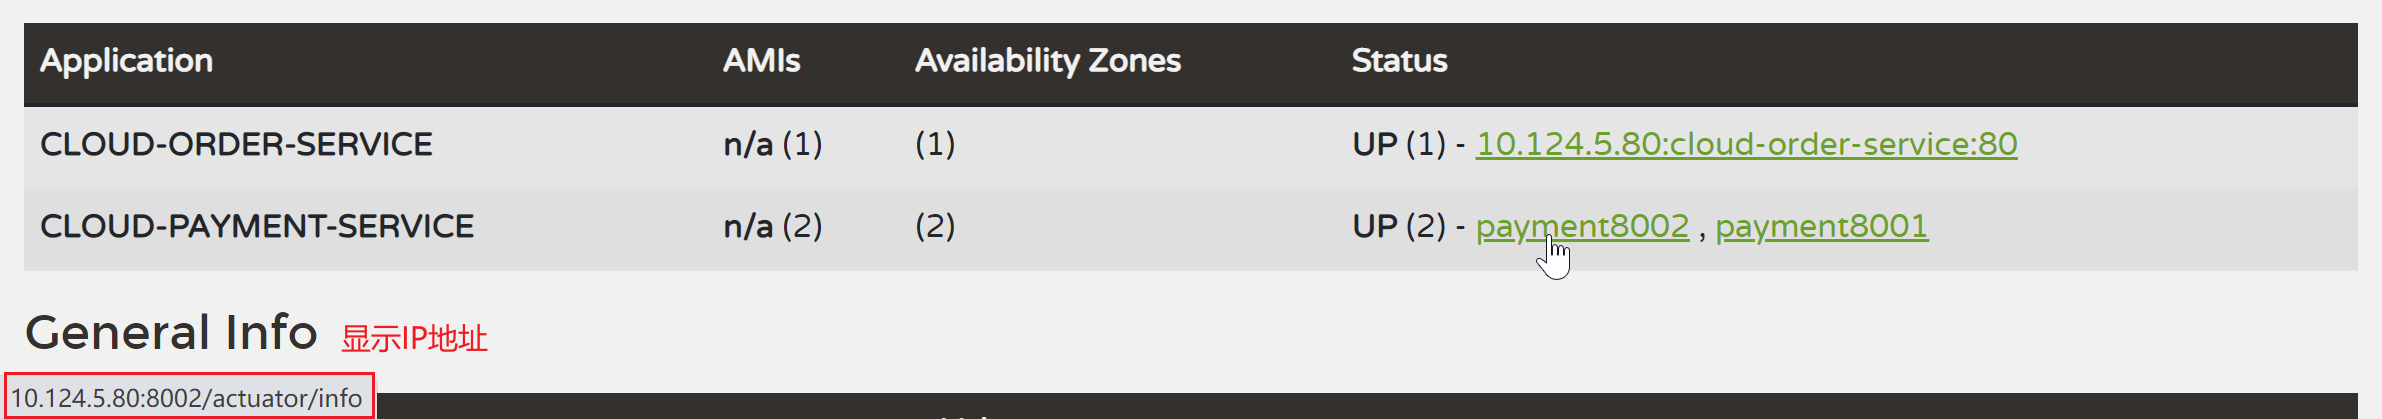 Application AMIs Availability Zones Status
CLOUD-ORDER-SERVICE n/a (1) (1) UP (1) - 10.124.5.80:cloud-order-service:80
CLOUD-PAYMENT-SERVICE n/a (2) (2) UP (2) - payment8002 , payment8001
General Info 显示IP地址
10.124.5.80:8002/actuator/info